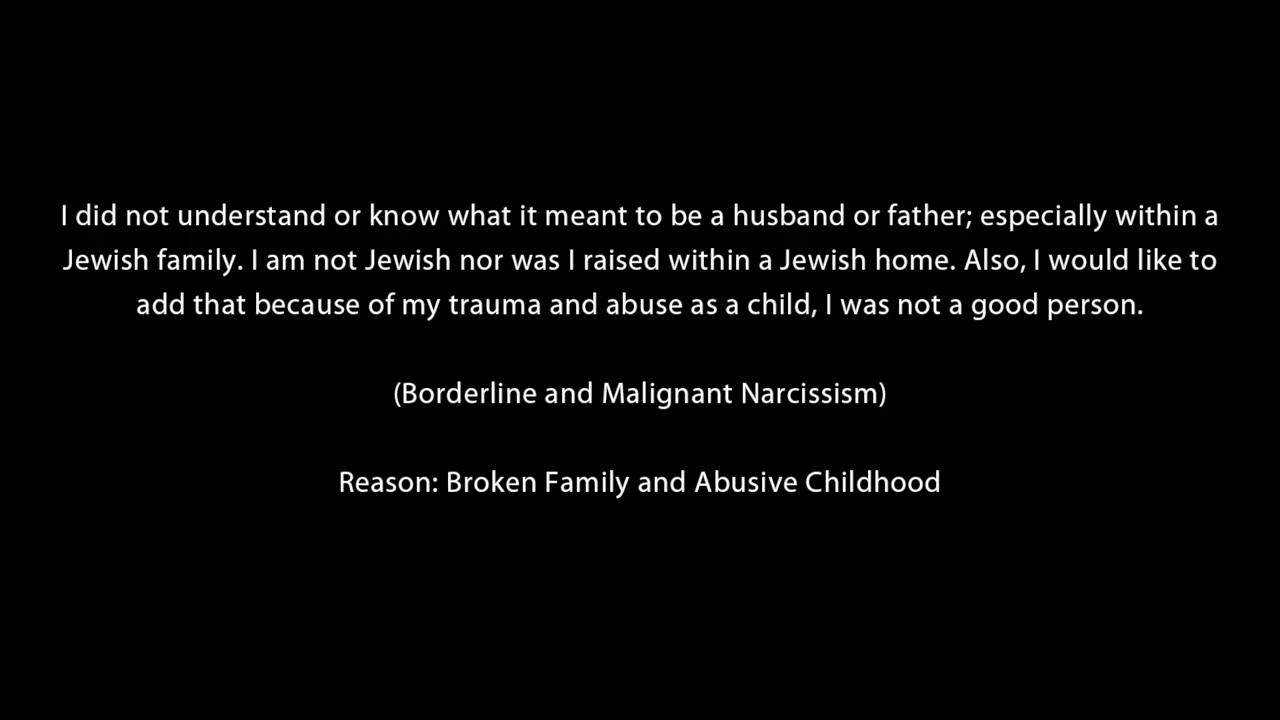 I did not understand or know what it meant to be a husband or father; especially within a
Jewish family. I am not Jewish nor was I raised within a Jewish home. Also, I would like to
add that because of my trauma and abuse as a child, I was not a good person.
(Borderline and Malignant Narcissism)
Reason: Broken Family and Abusive Childhood